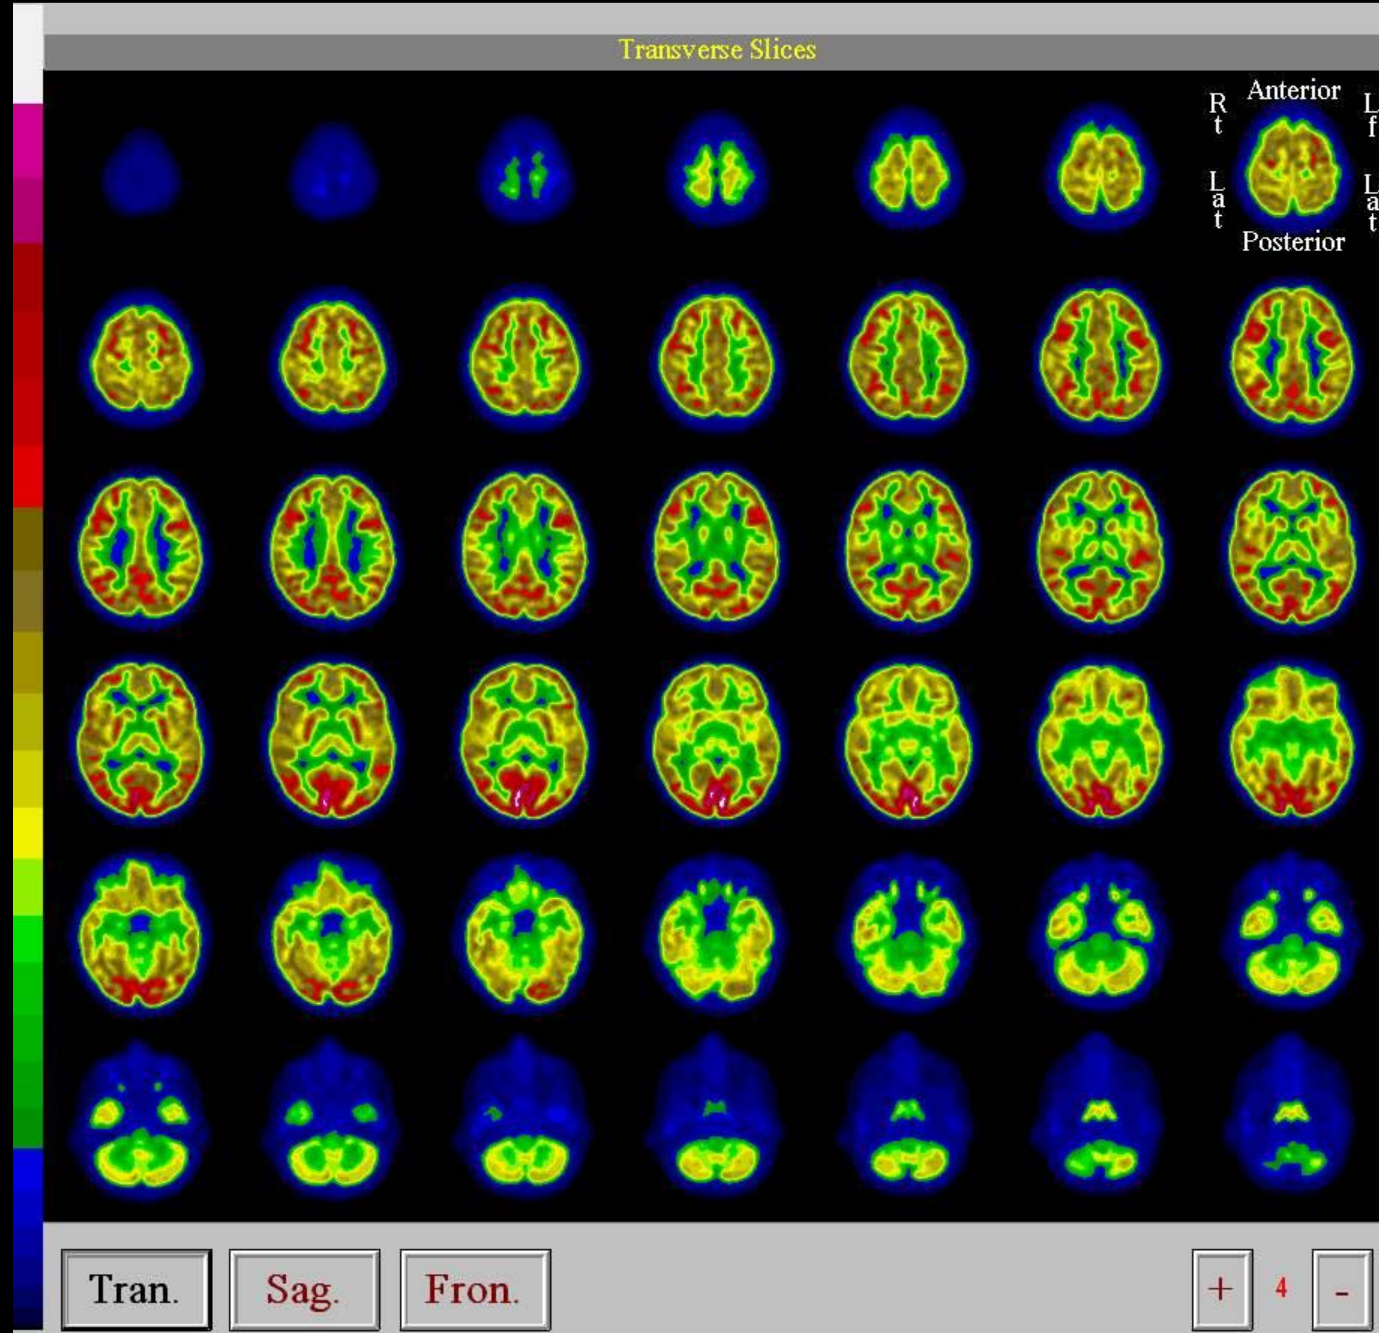 Transverse Slices
Anterior
Rt Lat
Lf Lat
Posterior
Tran.
Sag.
Fron.
+
4
-